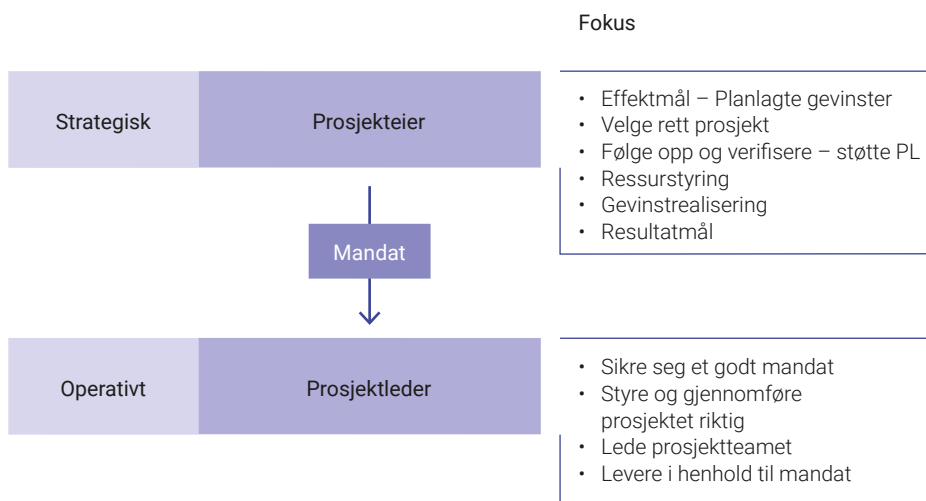 Fokus
Strategisk
Prosjekteier
• Effektmål – Planlagte gevinster
• Velge rett prosjekt
• Følge opp og verifisere – støtte PL
• Ressurstyring
• Gevinstrealisering
• Resultatmål
Mandat
Operativt
Prosjektleder
• Sikre seg et godt mandat
• Styre og gjennomføre
prosjektet riktig
• Lede prosjektteamet
• Levere i henhold til mandat